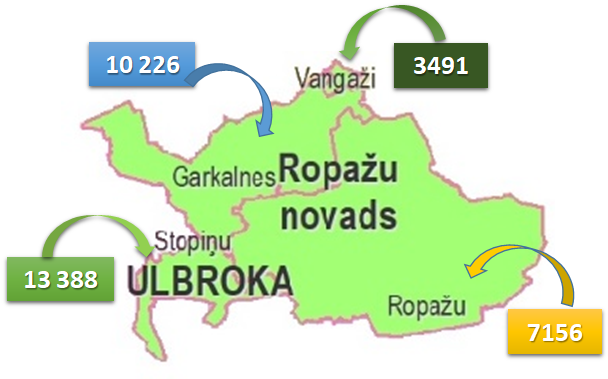 3491
10 226
Vangaži
Garkalnes
Ropažu
novads
Stopiņu
ULBROKA
13 388
Ropažu
7156